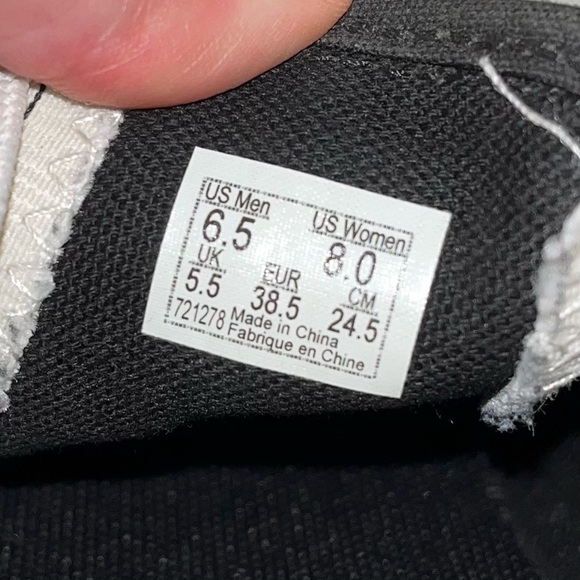 US Men US Women
6.5 8.0
UK EUR CM
5.5 38.5 24.5
721278 Made in China
Fabrique en Chine